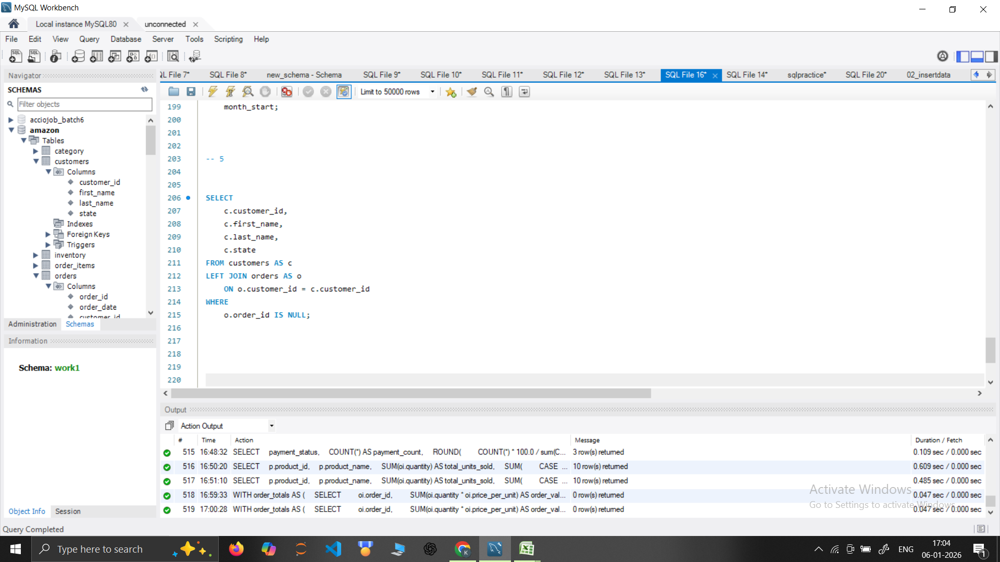 MySQL Workbench
Local instance MySQL80
unconnected
File Edit View Query Database Server Tools Scripting Help
Navigator
SCHEMAS
Filter objects
acciojob_batch6
amazon
Tables
category
customers
Columns
customer_id
first_name
last_name
state
Indexes
Foreign Keys
Triggers
inventory
order_items
orders
Columns
order_id
order_date
customer_id
Administration Schemas
Information
Schema: work1
Object Info Session
Query Completed
QL File 7* SQL File 8* new_schema - Schema SQL File 9* SQL File 10* SQL File 11* SQL File 12* SQL File 13* SQL File 16* SQL File 14* sqlpractice* SQL File 20* 02_insertdata
Limit to 50000 rows
199 month_start;
200
201
202
203 -- 5
204
205
206 SELECT
207 c.customer_id,
208 c.first_name,
209 c.last_name,
210 c.state
211 FROM customers AS c
212 LEFT JOIN orders AS o
213 ON o.customer_id = c.customer_id
214 WHERE
215 o.order_id IS NULL;
216
217
218
219
220
Output
Action Output
# Time Action Message Duration / Fetch
515 16:48:32 SELECT payment_status, COUNT(*) AS payment_count, ROUND( COUNT(*) * 100.0 / sum(C... 3 row(s) returned 0.109 sec / 0.000 sec
516 16:50:20 SELECT p.product_id, p.product_name, SUM(oi.quantity) AS total_units_sold, SUM( CASE ... 10 row(s) returned 0.609 sec / 0.000 sec
517 16:51:10 SELECT p.product_id, p.product_name, SUM(oi.quantity) AS total_units_sold, SUM( CASE ... 10 row(s) returned 0.485 sec / 0.000 sec
518 16:59:33 WITH order_totals AS ( SELECT oi.order_id, SUM(oi.quantity * oi.price_per_unit) AS order_val... 0 row(s) returned 0.047 sec / 0.000 sec
519 17:00:28 WITH order_totals AS ( SELECT oi.order_id, SUM(oi.quantity * oi.price_per_unit) AS order_val... 0 row(s) returned 0.047 sec / 0.000 sec
Activate Windows
Go to Settings to activate Windows.
Type here to search
ENG
17:04
06-01-2026
1